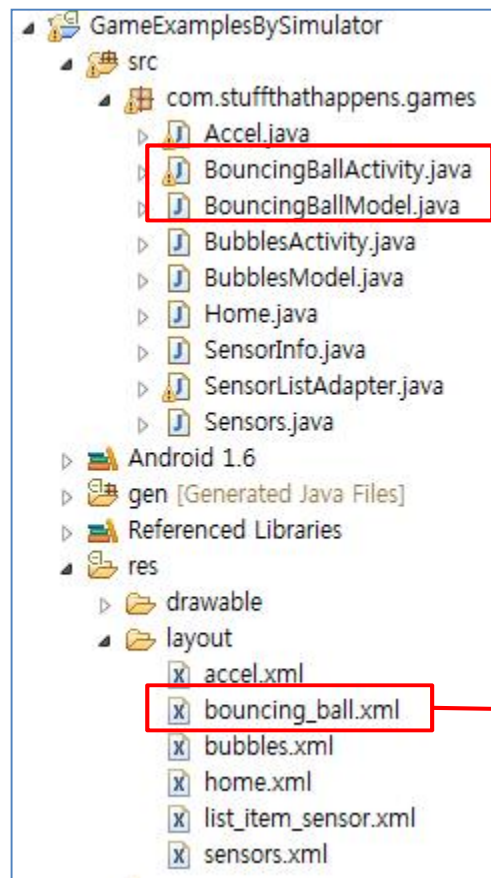 GameExamplesBySimulator
src
com.stuffthathappens.games
Accel.java
BouncingBallActivity.java
BouncingBallModel.java
BubblesActivity.java
BubblesModel.java
Home.java
SensorInfo.java
SensorListAdapter.java
Sensors.java
Android 1.6
gen [Generated Java Files]
Referenced Libraries
res
drawable
layout
accel.xml
bouncing_ball.xml
bubbles.xml
home.xml
list_item_sensor.xml
sensors.xml